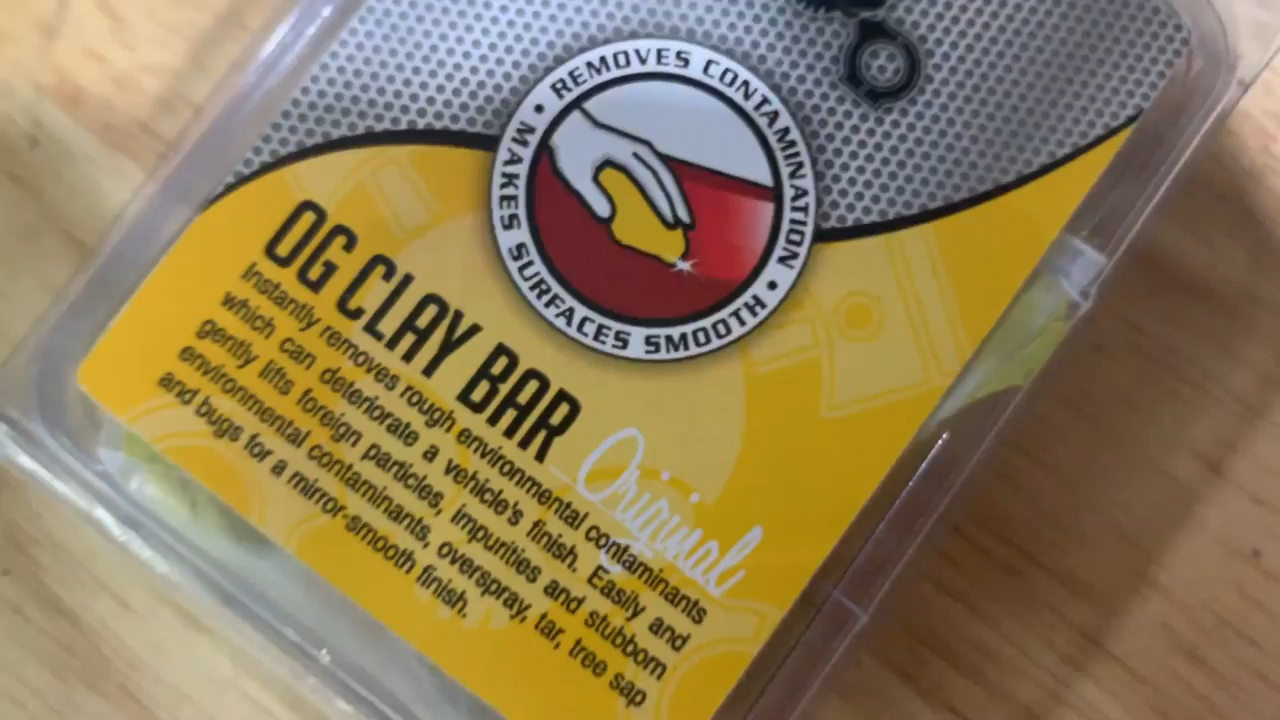 REMOVES CONTAMINATION
• MAKES SURFACES SMOOTH •
OG CLAY BAR
Original
Instantly removes rough environmental contaminants
which can deteriorate a vehicle's finish. Easily and
gently lifts foreign particles, impurities and stubborn
environmental contaminants, overspray, tar, tree sap
and bugs for a mirror-smooth finish.